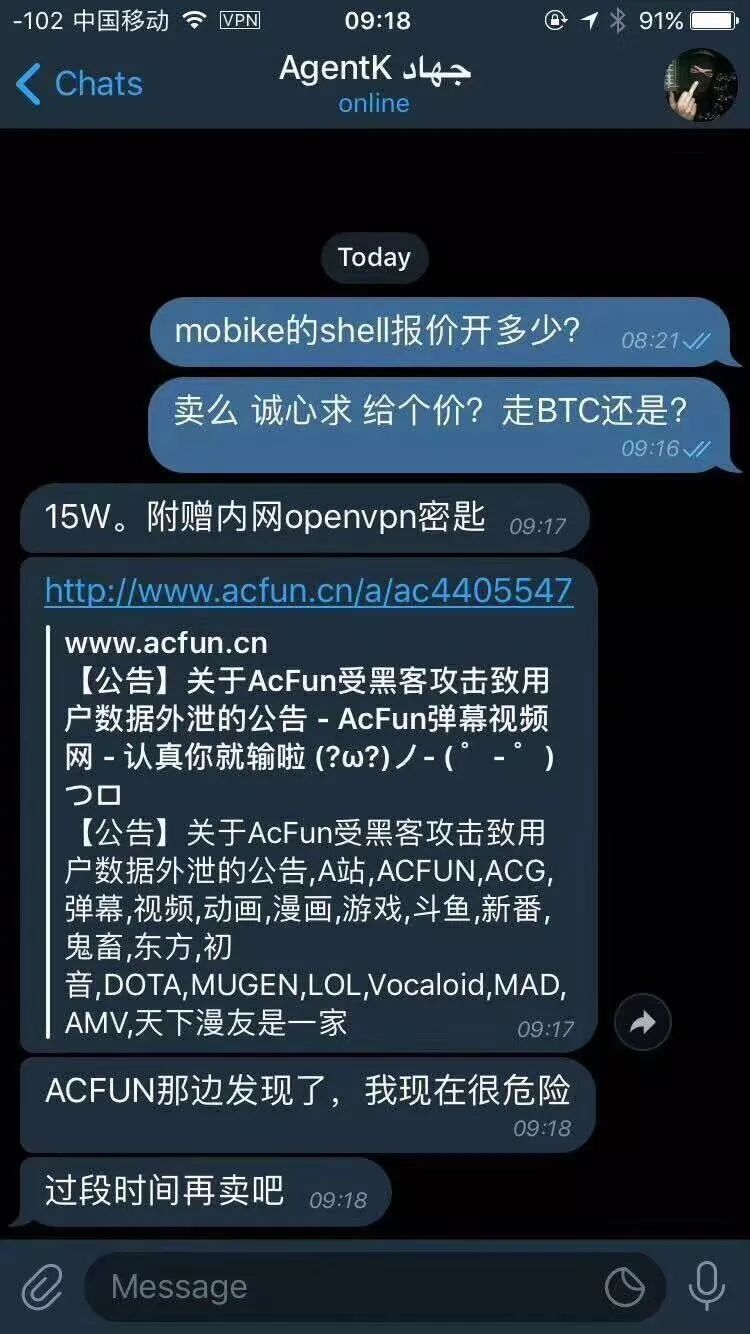 -102 中国移动 VPN 09:18 91%
Chats
AgentK جهاد
online
Today
mobike的shell报价开多少?
08:21
卖么 诚心求 给个价? 走BTC还是?
09:16
15W。附赠内网openvpn密匙
09:17
http://www.acfun.cn/a/ac4405547
www.acfun.cn
【公告】关于AcFun受黑客攻击致用
户数据外泄的公告 - AcFun弹幕视频
网 - 认真你就输啦 (?ω?)ノ- ( ゜- ゜)
つロ
【公告】关于AcFun受黑客攻击致用
户数据外泄的公告,A站,ACFUN,ACG,
弹幕,视频,动画,漫画,游戏,斗鱼,新番,
鬼畜,东方,初
音,DOTA,MUGEN,LOL,Vocaloid,MAD,
AMV,天下漫友是一家
09:17
ACFUN那边发现了，我现在很危险
09:18
过段时间再卖吧
09:18
Message